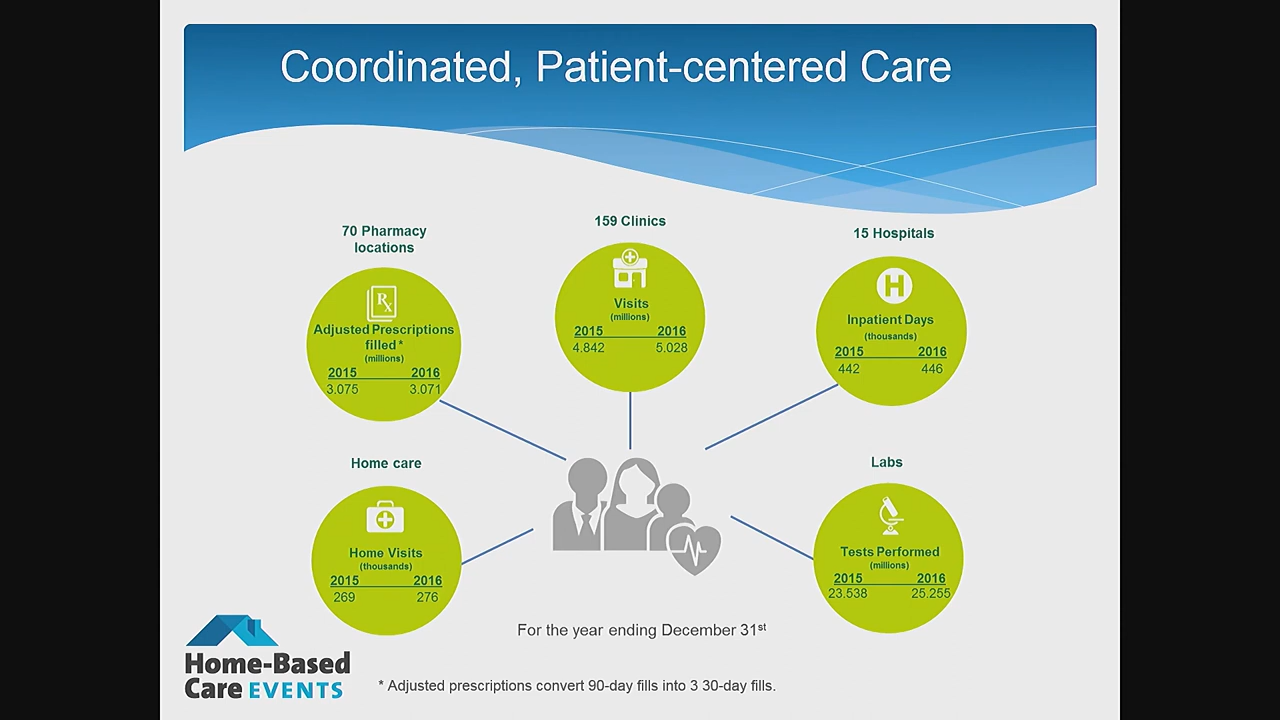 Coordinated, Patient-centered Care
70 Pharmacy
locations
Rx
Adjusted Prescriptions
filled *
(millions)
2015 2016
3.075 3.071
159 Clinics
Visits
(millions)
2015 2016
4.842 5.028
15 Hospitals
H
Inpatient Days
(thousands)
2015 2016
442 446
Home care
Home Visits
(thousands)
2015 2016
269 276
Labs
Tests Performed
(millions)
2015 2016
23.538 25.255
For the year ending December 31st
Home-Based
Care EVENTS
* Adjusted prescriptions convert 90-day fills into 3 30-day fills.